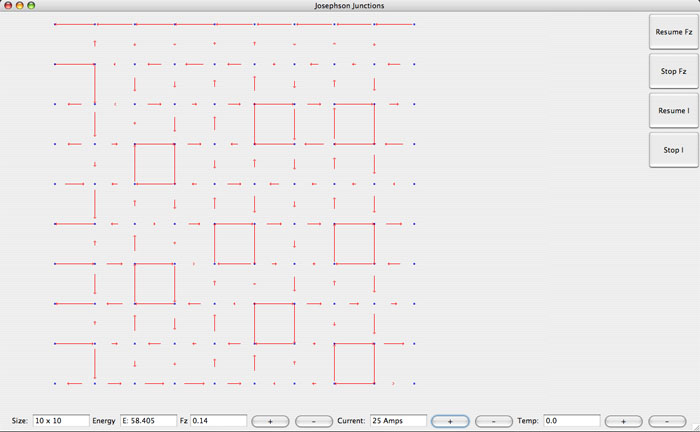 Josephson Junctions
Resume Fz
Stop Fz
Resume I
Stop I
Size: 10 x 10 Energy E: 58.405 Fz 0.14 + - Current: 25 Amps + - Temp: 0.0 + -